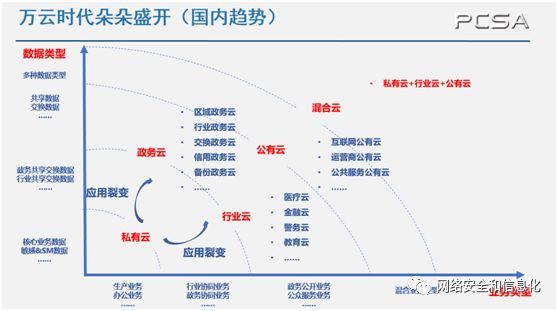 万云时代朵朵盛开（国内趋势）
PCSA
数据类型
多种数据类型
共享数据
交换数据
……
政务共享交换数据
行业共享交换数据
……
核心业务数据
敏感&SM数据
……
混合云
• 私有云+行业云+公有云
• 区域政务云
• 行业政务云
• 交换政务云
• 信用政务云
• 备份政务云
• ……
政务云
公有云
• 互联网公有云
• 运营商公有云
• 公共服务公有云
• ……
应用裂变
私有云
行业云
应用裂变
• 医疗云
• 金融云
• 警务云
• 教育云
• ……
生产业务
办公业务
……
行业协同业务
政务协同业务
……
政务公开业务
公众服务业务
……
混合业
业务类型
网络安全和信息化